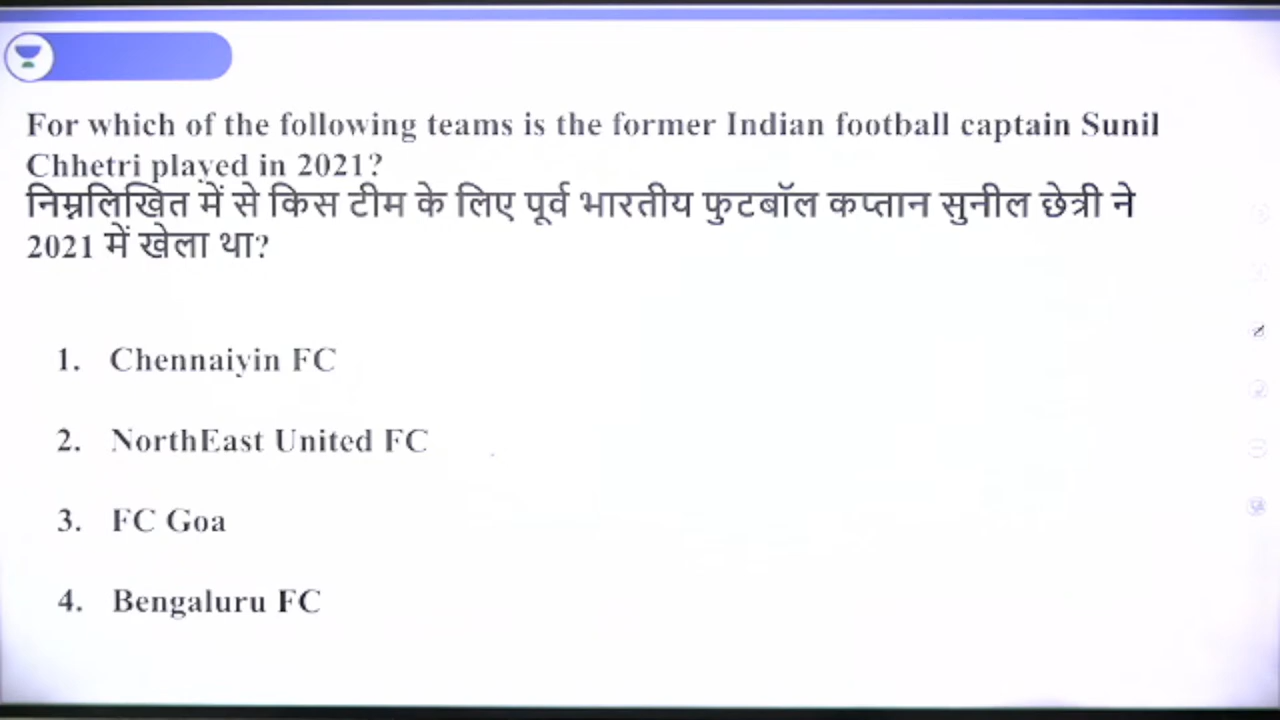 For which of the following teams is the former Indian football captain Sunil
Chhetri played in 2021?
निम्नलिखित में से किस टीम के लिए पूर्व भारतीय फुटबॉल कप्तान सुनील छेत्री ने
2021 में खेला था?
1. Chennaiyin FC
2. NorthEast United FC
3. FC Goa
4. Bengaluru FC